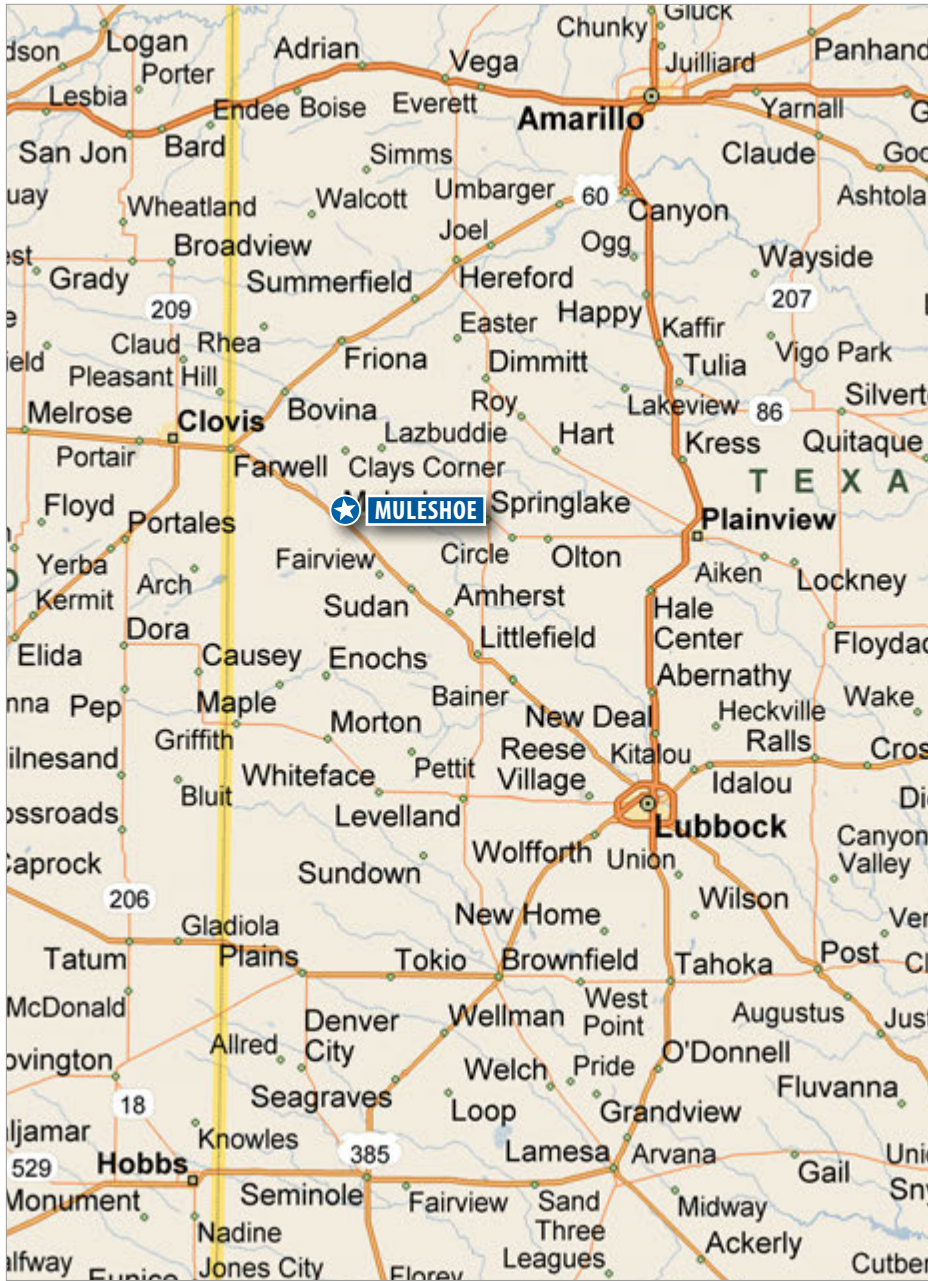 Gluck
Chunky
Logan
Adrian
Vega
Juilliard
Panhand
dson
Porter
Lesbia
Endee
Boise
Everett
Amarillo
Yarnall
G
San Jon
Bard
Simms
Claude
Goo
uay
Wheatland
Walcott
Umbarger
60
Canyon
Ashtola
est
Broadview
Joel
Ogg
Wayside
Grady
Summerfield
Hereford
Happy
207
209
Easter
Kaffir
e
Claud
Rhea
Friona
Dimmitt
Tulia
Vigo Park
ield
Pleasant Hill
Bovina
Roy
Lakeview
86
Silvert
Melrose
Clovis
Lazbuddie
Hart
Kress
Quitaque
Portair
Farwell
Clays Corner
TEXA
Floyd
Portales
MULESHOE
Springlake
Plainview
Yerba
Fairview
Circle
Olton
Aiken
Lockney
O
Kermit
Arch
Sudan
Amherst
Hale
Center
Dora
Littlefield
Floydad
Elida
Causey
Enochs
Abernathy
nna
Pep
Maple
Bainer
New Deal
Heckville
Wake
Griffith
Morton
Reese
Village
Kitalou
Ralls
Cros
ilnesand
Whiteface
Pettit
Idalou
Bluit
Levelland
Lubbock
Di
ossroads
Wolfforth
Union
Canyon
Valley
Caprock
Sundown
206
New Home
Wilson
Ver
Gladiola
Tatum
Plains
Tokio
Brownfield
Tahoka
Post
Cl
McDonald
Denver
City
Wellman
West
Point
Augustus
Just
ovington
Allred
Welch
Pride
O'Donnell
18
Seagraves
Loop
Grandview
Fluvanna
ljamar
Knowles
385
Lamesa
Arvana
Unio
529
Hobbs
Gail
Sny
Monument
Seminole
Fairview
Sand
Midway
Nadine
Three
Leagues
Ackerly
alfway
Eunice
Jones City
Florey
Cuthber